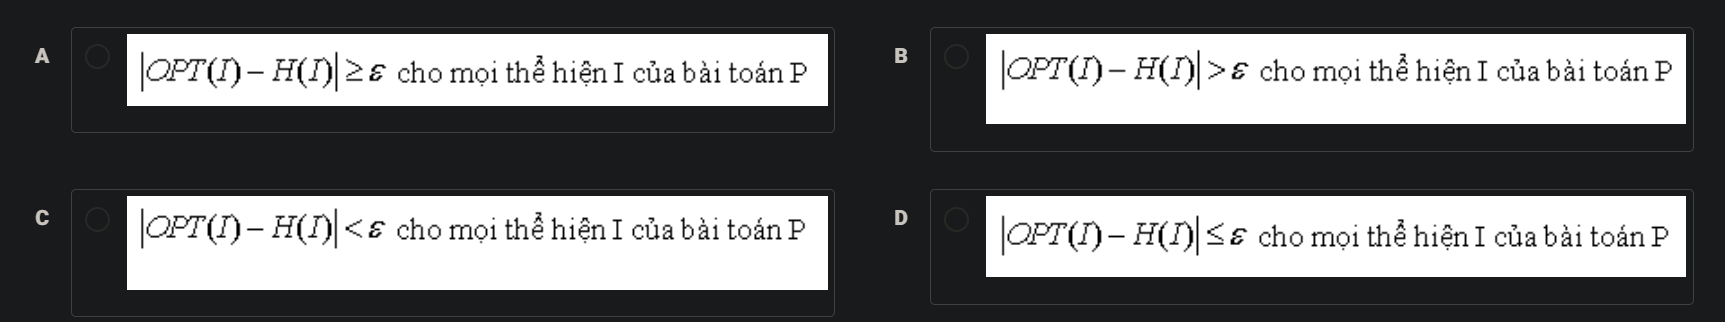 A |OPT(I) – H(I)| ≥ ε cho mọi thể hiện I của bài toán P
B |OPT(I) – H(I)| > ε cho mọi thể hiện I của bài toán P
C |OPT(I) – H(I)| < ε cho mọi thể hiện I của bài toán P
D |OPT(I) – H(I)| ≤ ε cho mọi thể hiện I của bài toán P